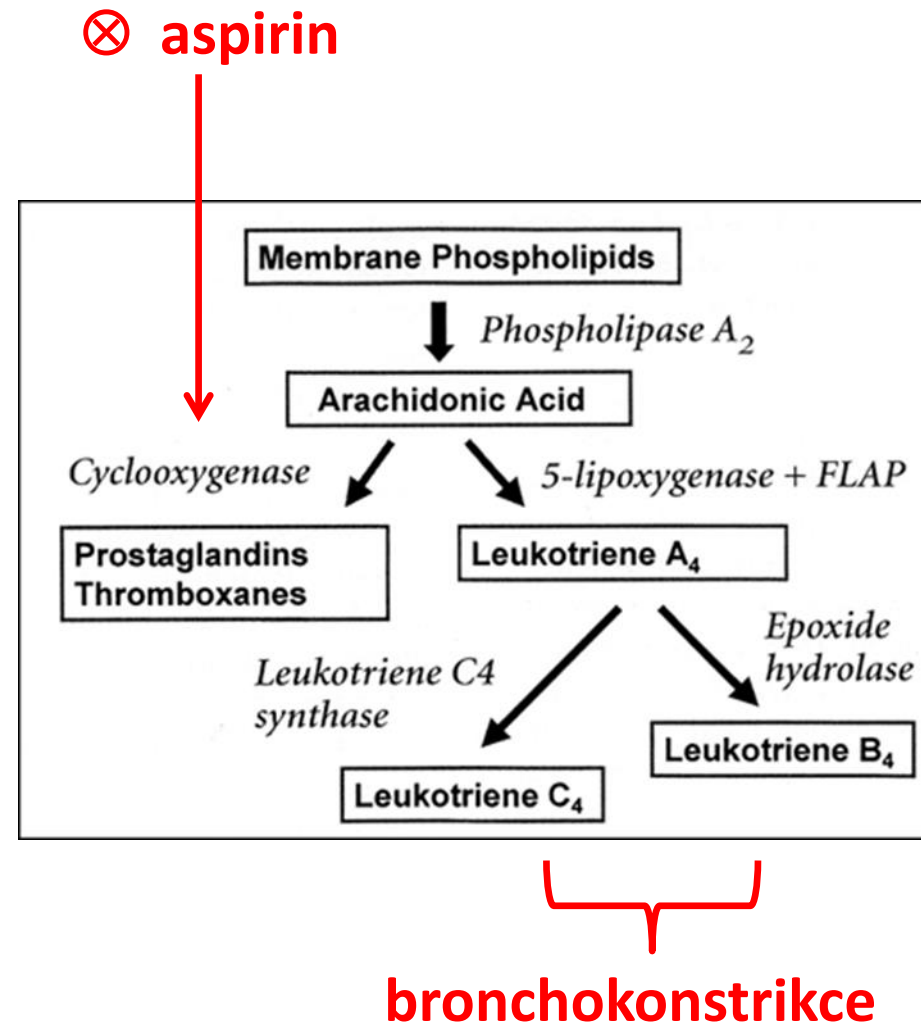 ⊗ aspirin
Membrane Phospholipids
Phospholipase A₂
Arachidonic Acid
Cyclooxygenase
5-lipoxygenase + FLAP
Prostaglandins
Thromboxanes
Leukotriene A₄
Epoxide
hydrolase
Leukotriene C4
synthase
Leukotriene B₄
Leukotriene C₄
bronchokonstrikce